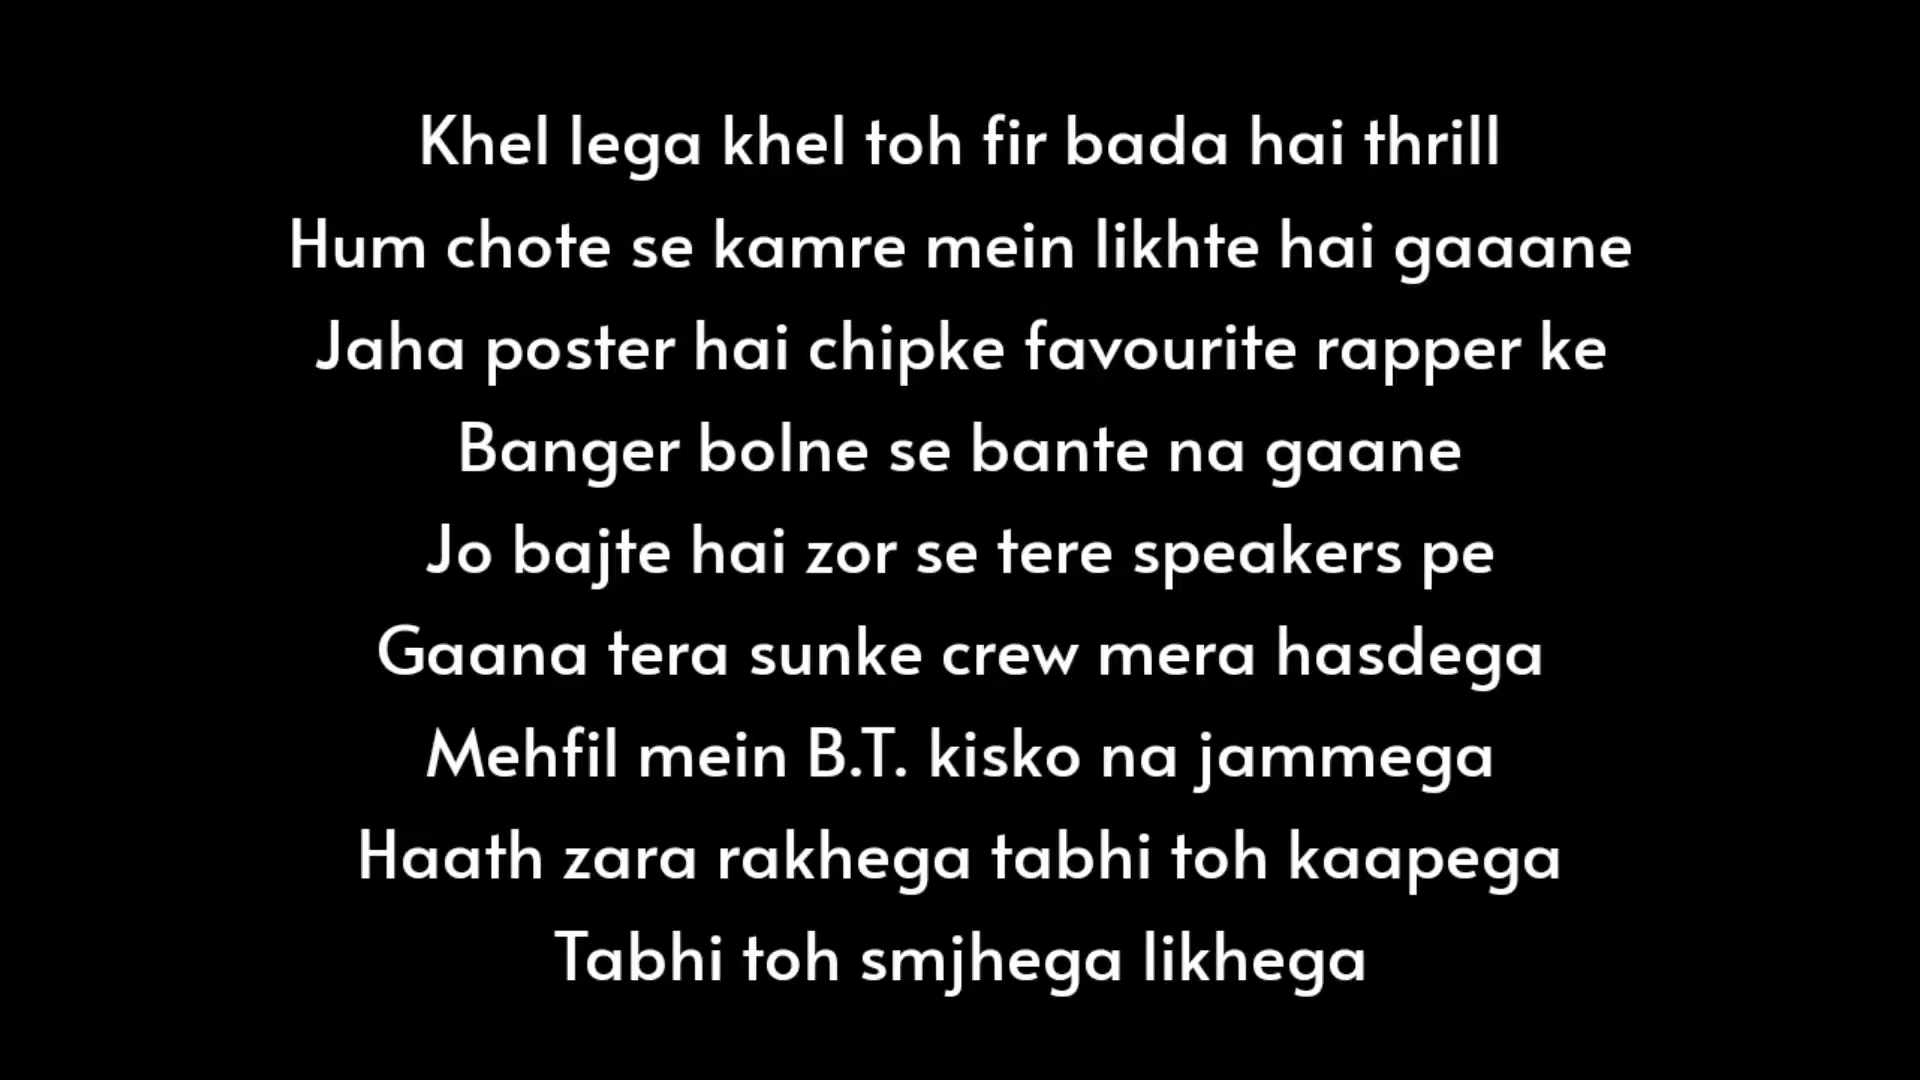 Khel lega khel toh fir bada hai thrill
Hum chote se kamre mein likhte hai gaaane
Jaha poster hai chipke favourite rapper ke
Banger bolne se bante na gaane
Jo bajte hai zor se tere speakers pe
Gaana tera sunke crew mera hasdega
Mehfil mein B.T. kisko na jammega
Haath zara rakhega tabhi toh kaapega
Tabhi toh smjhega likhega